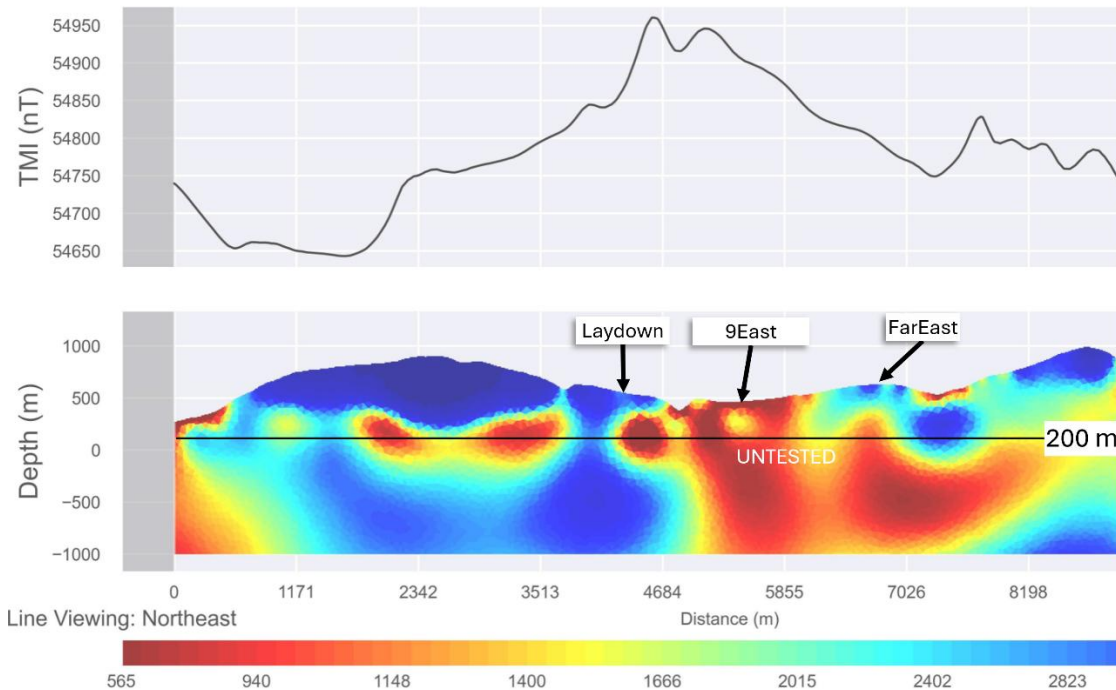 54950
54900
54850
54800
54750
54700
54650
TMI (nT)
Laydown
9East
FarEast
1000
500
0
−500
−1000
Depth (m)
200 m
UNTESTED
0 1171 2342 3513 4684 5855 7026 8198
Line Viewing: Northeast
Distance (m)
565 940 1148 1400 1666 2015 2402 2823